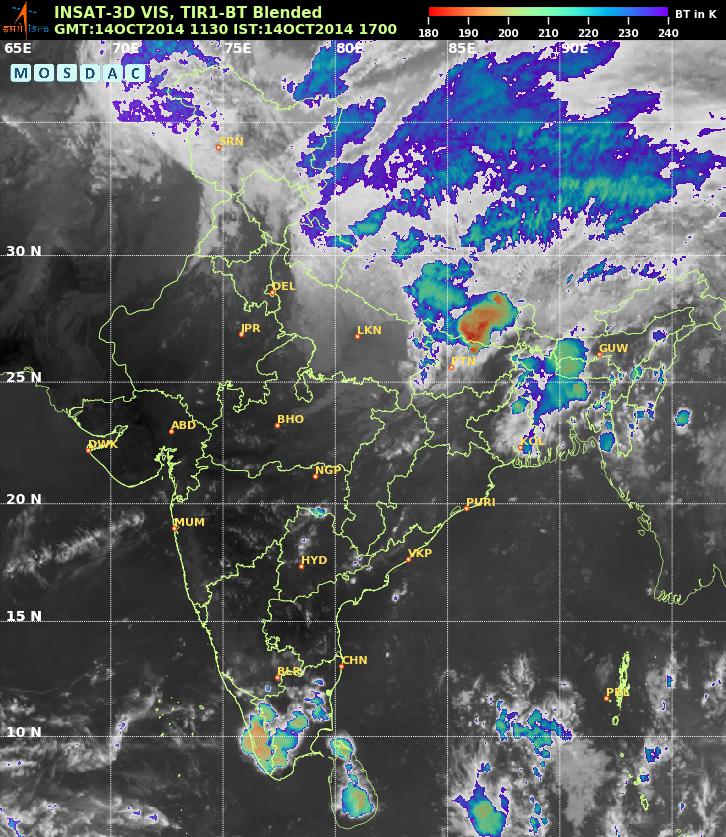 INSAT-3D VIS, TIR1-BT Blended
GMT:14OCT2014 1130 IST:14OCT2014 1700
BT in K
180 190 200 210 220 230 240
65E 70E 75E 80E 85E 90E
M O S D A C
SRN
30 N
DEL
JPR LKN
GUW
PTN
25 N
ABD BHO
DWK KOL
NGP
20 N PURI
MUM
HYD VKP
15 N
BLR CHN
PBL
10 N